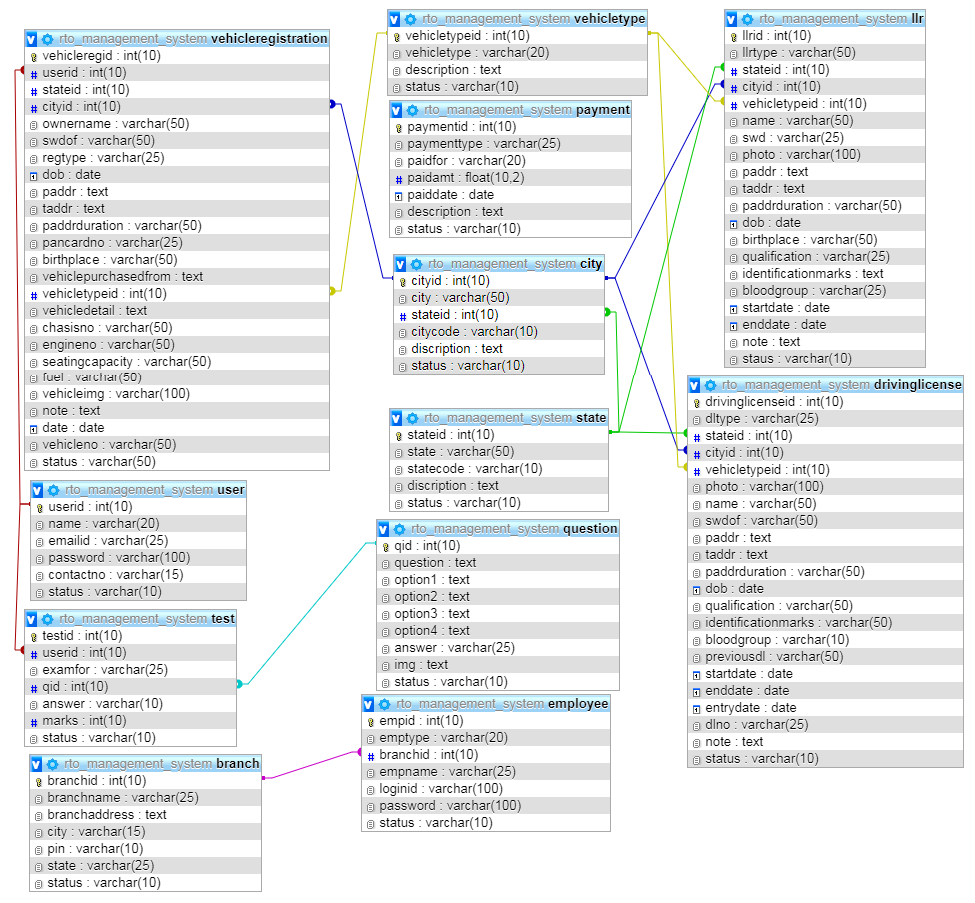 rto_management_system vehicleregistration
vehicleregid : int(10)
userid : int(10)
stateid : int(10)
cityid : int(10)
ownername : varchar(50)
swdof : varchar(50)
regtype : varchar(25)
dob : date
paddr : text
taddr : text
paddrduration : varchar(50)
pancardno : varchar(25)
birthplace : varchar(50)
vehiclepurchasedfrom : text
vehicletypeid : int(10)
vehicledetail : text
chasisno : varchar(50)
engineno : varchar(50)
seatingcapacity : varchar(50)
fuel : varchar(50)
vehicleimg : varchar(100)
note : text
date : date
vehicleno : varchar(50)
status : varchar(50)
rto_management_system user
userid : int(10)
name : varchar(20)
emailid : varchar(25)
password : varchar(100)
contactno : varchar(15)
status : varchar(10)
rto_management_system test
testid : int(10)
userid : int(10)
examfor : varchar(25)
qid : int(10)
answer : varchar(10)
marks : int(10)
status : varchar(10)
rto_management_system branch
branchid : int(10)
branchname : varchar(25)
branchaddress : text
city : varchar(15)
pin : varchar(10)
state : varchar(25)
status : varchar(10)
rto_management_system vehicletype
vehicletypeid : int(10)
vehicletype : varchar(20)
description : text
status : varchar(10)
rto_management_system payment
paymentid : int(10)
paymenttype : varchar(25)
paidfor : varchar(20)
paidamt : float(10,2)
paiddate : date
description : text
status : varchar(10)
rto_management_system city
cityid : int(10)
city : varchar(50)
stateid : int(10)
citycode : varchar(10)
discription : text
status : varchar(10)
rto_management_system state
stateid : int(10)
state : varchar(50)
statecode : varchar(10)
discription : text
status : varchar(10)
rto_management_system question
qid : int(10)
question : text
option1 : text
option2 : text
option3 : text
option4 : text
answer : varchar(25)
img : text
status : varchar(10)
rto_management_system employee
empid : int(10)
emptype : varchar(20)
branchid : int(10)
empname : varchar(25)
loginid : varchar(100)
password : varchar(100)
status : varchar(10)
rto_management_system llr
llrid : int(10)
llrtype : varchar(50)
stateid : int(10)
cityid : int(10)
vehicletypeid : int(10)
name : varchar(50)
swd : varchar(25)
photo : varchar(100)
paddr : text
taddr : text
paddrduration : varchar(50)
dob : date
birthplace : varchar(50)
qualification : varchar(25)
identificationmarks : text
bloodgroup : varchar(25)
startdate : date
enddate : date
note : text
staus : varchar(10)
rto_management_system drivinglicense
drivinglicenseid : int(10)
dltype : varchar(25)
stateid : int(10)
cityid : int(10)
vehicletypeid : int(10)
photo : varchar(100)
name : varchar(50)
swdof : varchar(50)
paddr : text
taddr : text
paddrduration : varchar(50)
dob : date
qualification : varchar(50)
identificationmarks : varchar(50)
bloodgroup : varchar(10)
previousdl : varchar(50)
startdate : date
enddate : date
entrydate : date
dlno : varchar(25)
note : text
status : varchar(10)